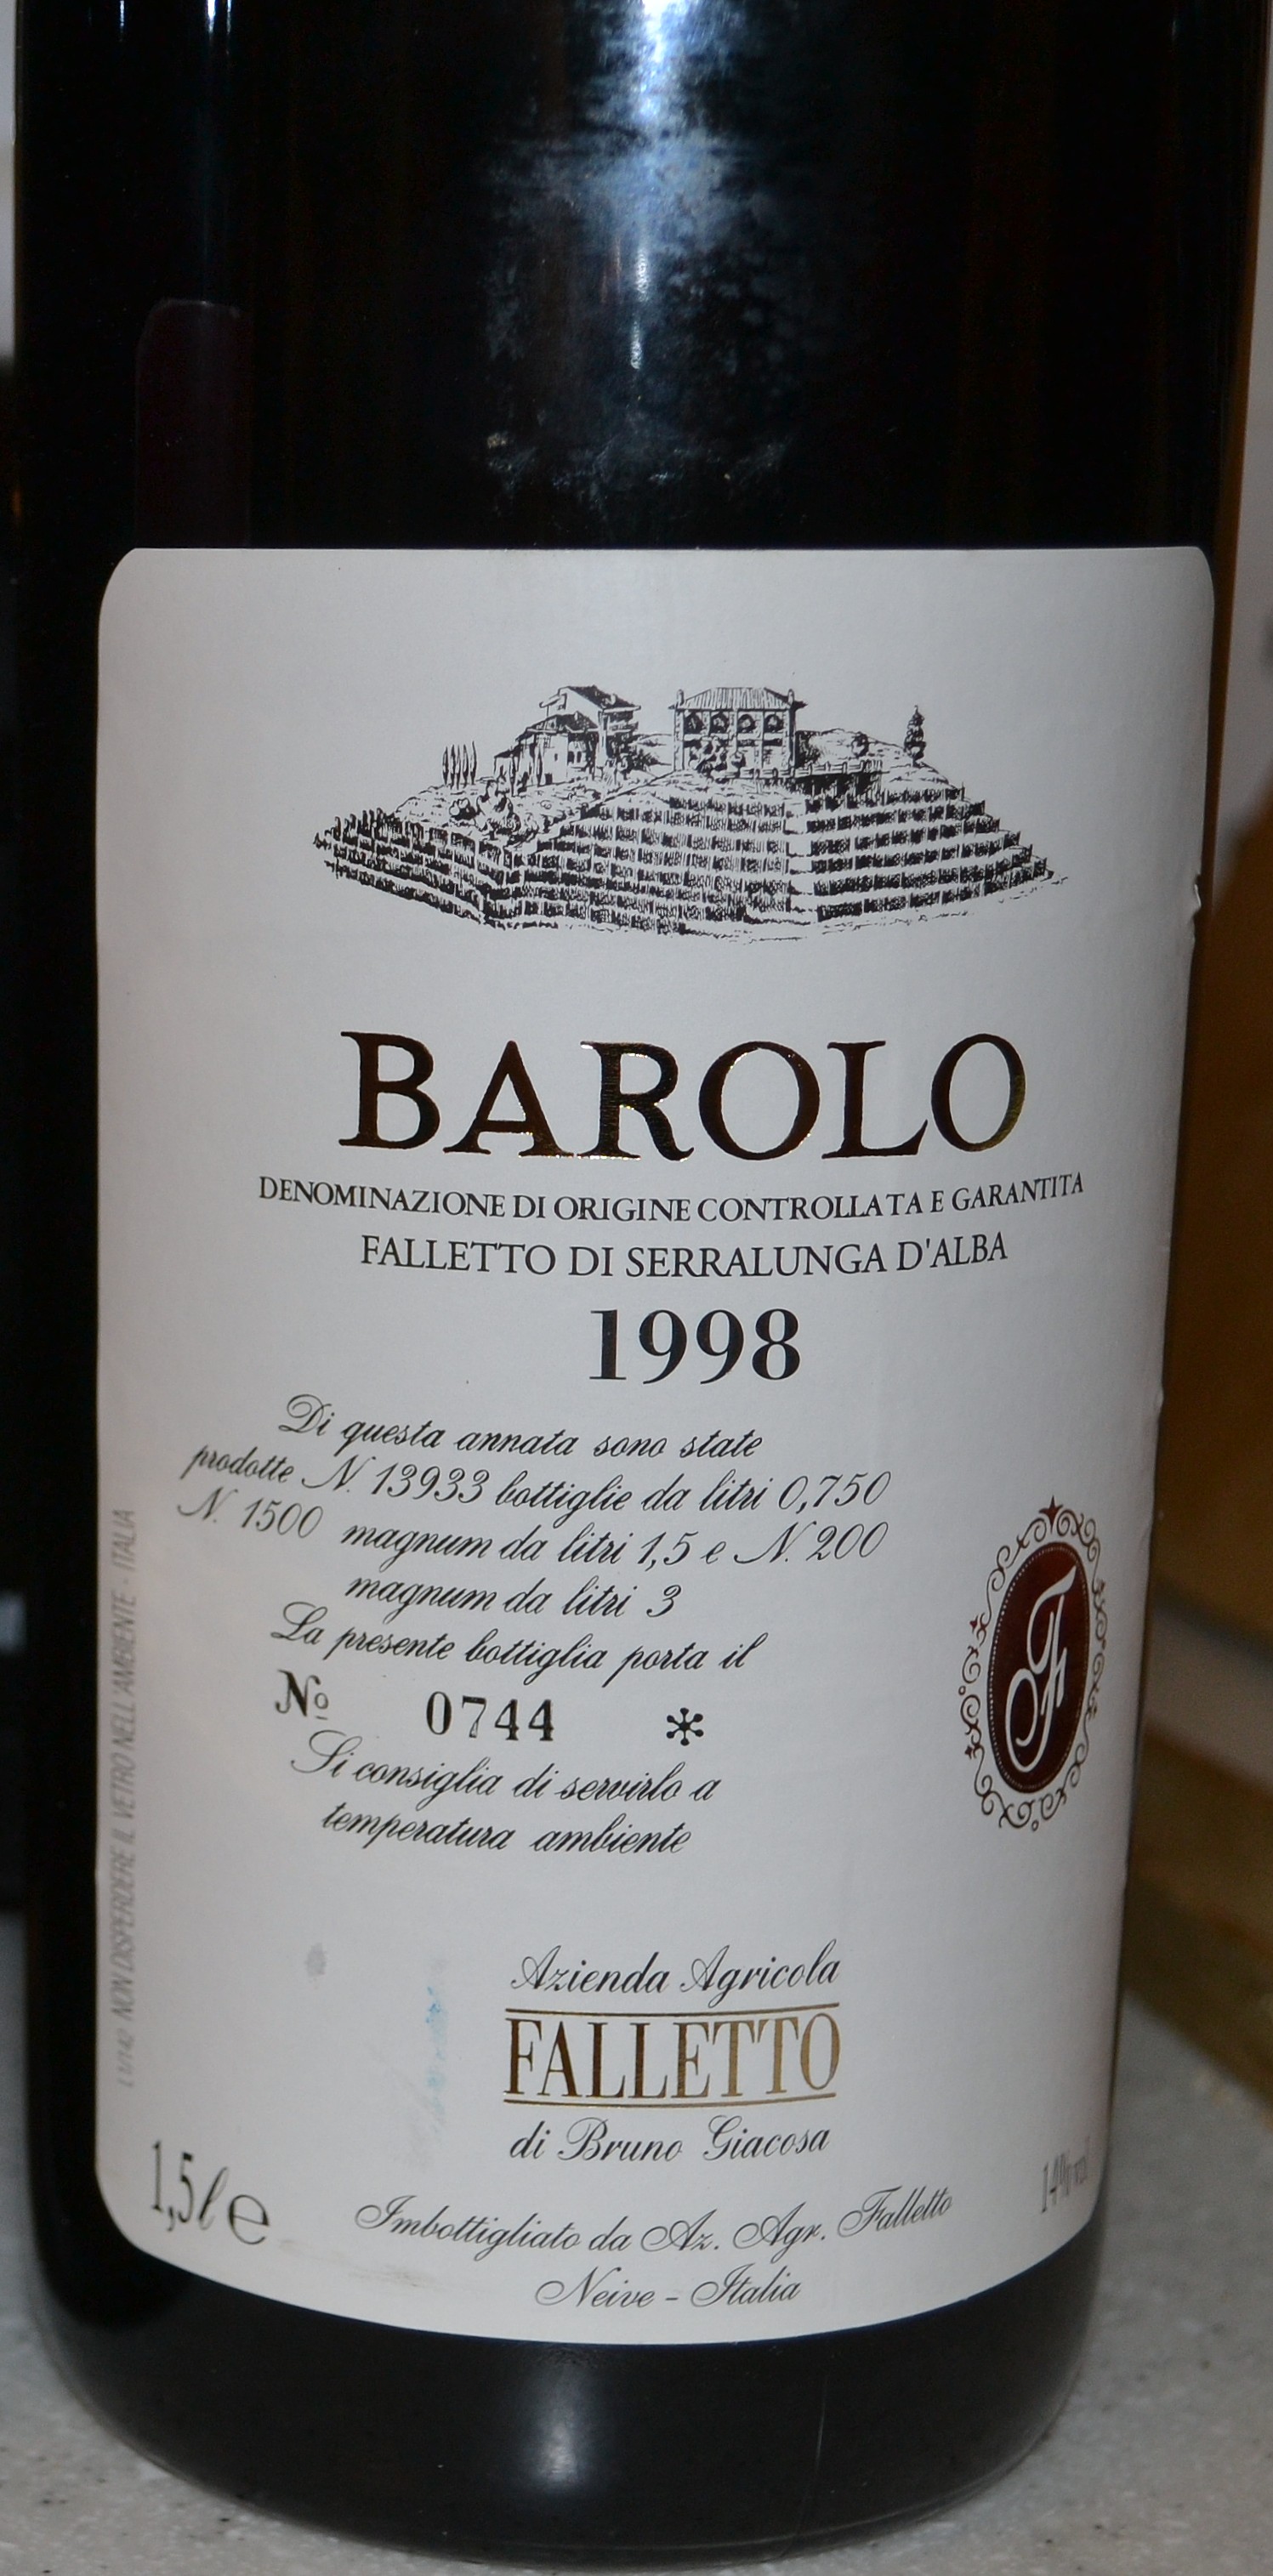 BAROLO
DENOMINAZIONE DI ORIGINE CONTROLLATA E GARANTITA
FALLETTO DI SERRALUNGA D'ALBA
1998
Di questa annata sono state
prodotte N. 13933 bottiglie da litri 0,750
N. 1500 magnum da litri 1,5 e N. 200
magnum da litri 3
La presente bottiglia porta il
Nº 0744 *
Si consiglia di servirlo a
temperatura ambiente
F
Azienda Agricola
FALLETTO
di Bruno Giacosa
1,5 l e
14% vol
Imbottigliato da Az. Agr. Falletto
Neive - Italia
NON DISPERDERE IL VETRO NELL'AMBIENTE - ITALIA